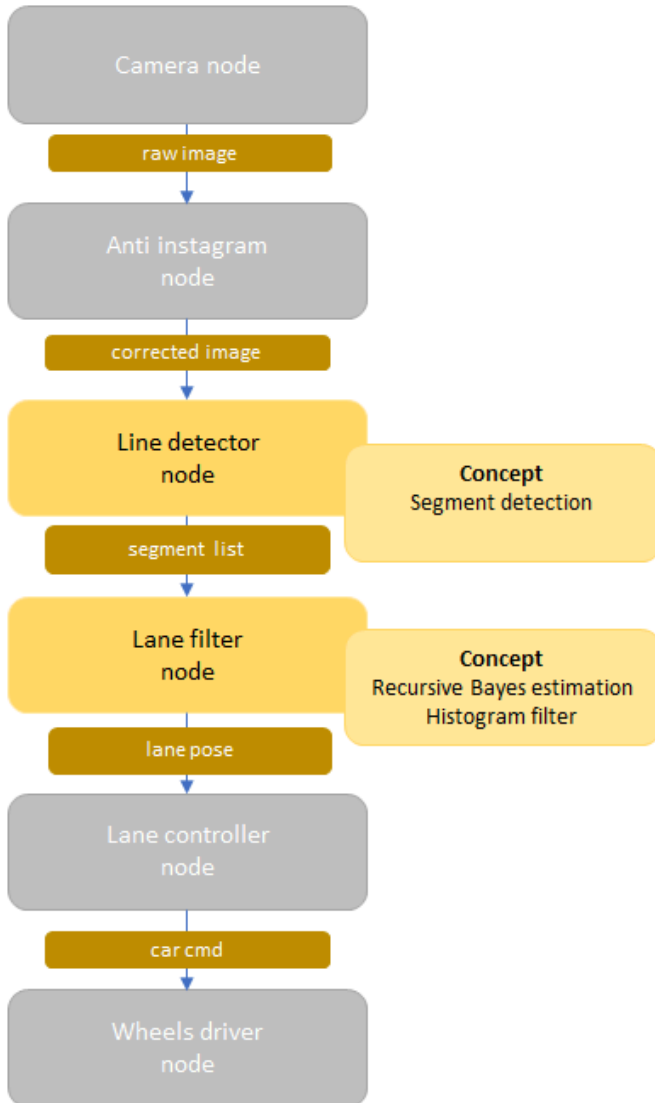 Camera node
raw image
Anti instagram
node
corrected image
Line detector
node
Concept
Segment detection
segment list
Lane filter
node
Concept
Recursive Bayes estimation
Histogram filter
lane pose
Lane controller
node
car cmd
Wheels driver
node